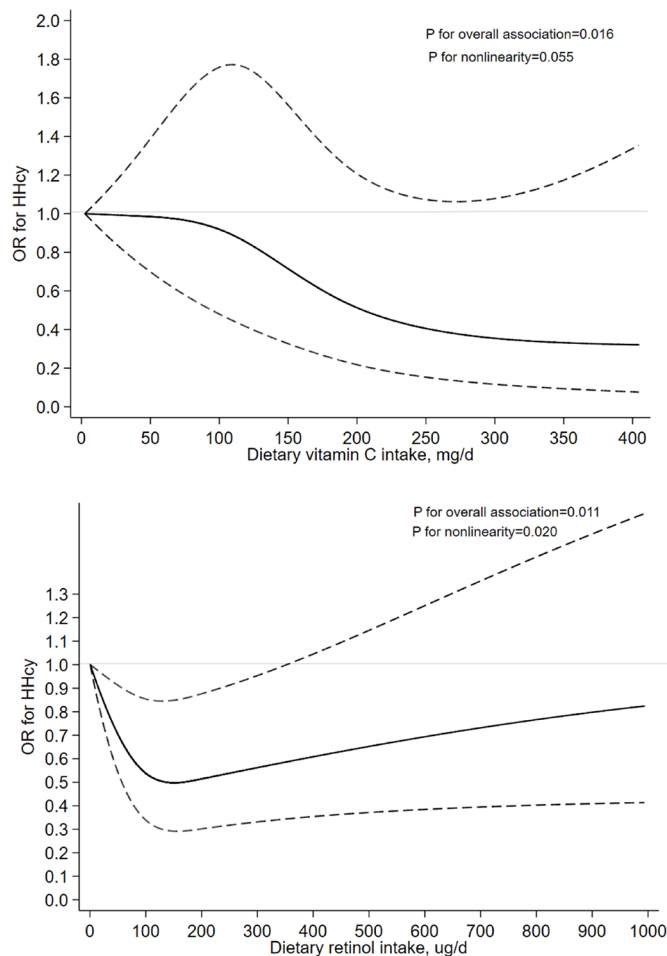 P for overall association=0.016
P for nonlinearity=0.055
OR for HHcy
2.0
1.8
1.6
1.4
1.2
1.0
0.8
0.6
0.4
0.2
0.0
0 50 100 150 200 250 300 350 400
Dietary vitamin C intake, mg/d
P for overall association=0.011
P for nonlinearity=0.020
OR for HHcy
1.3
1.2
1.1
1.0
0.9
0.8
0.7
0.6
0.5
0.4
0.3
0.2
0.1
0.0
0 100 200 300 400 500 600 700 800 900 1000
Dietary retinol intake, ug/d